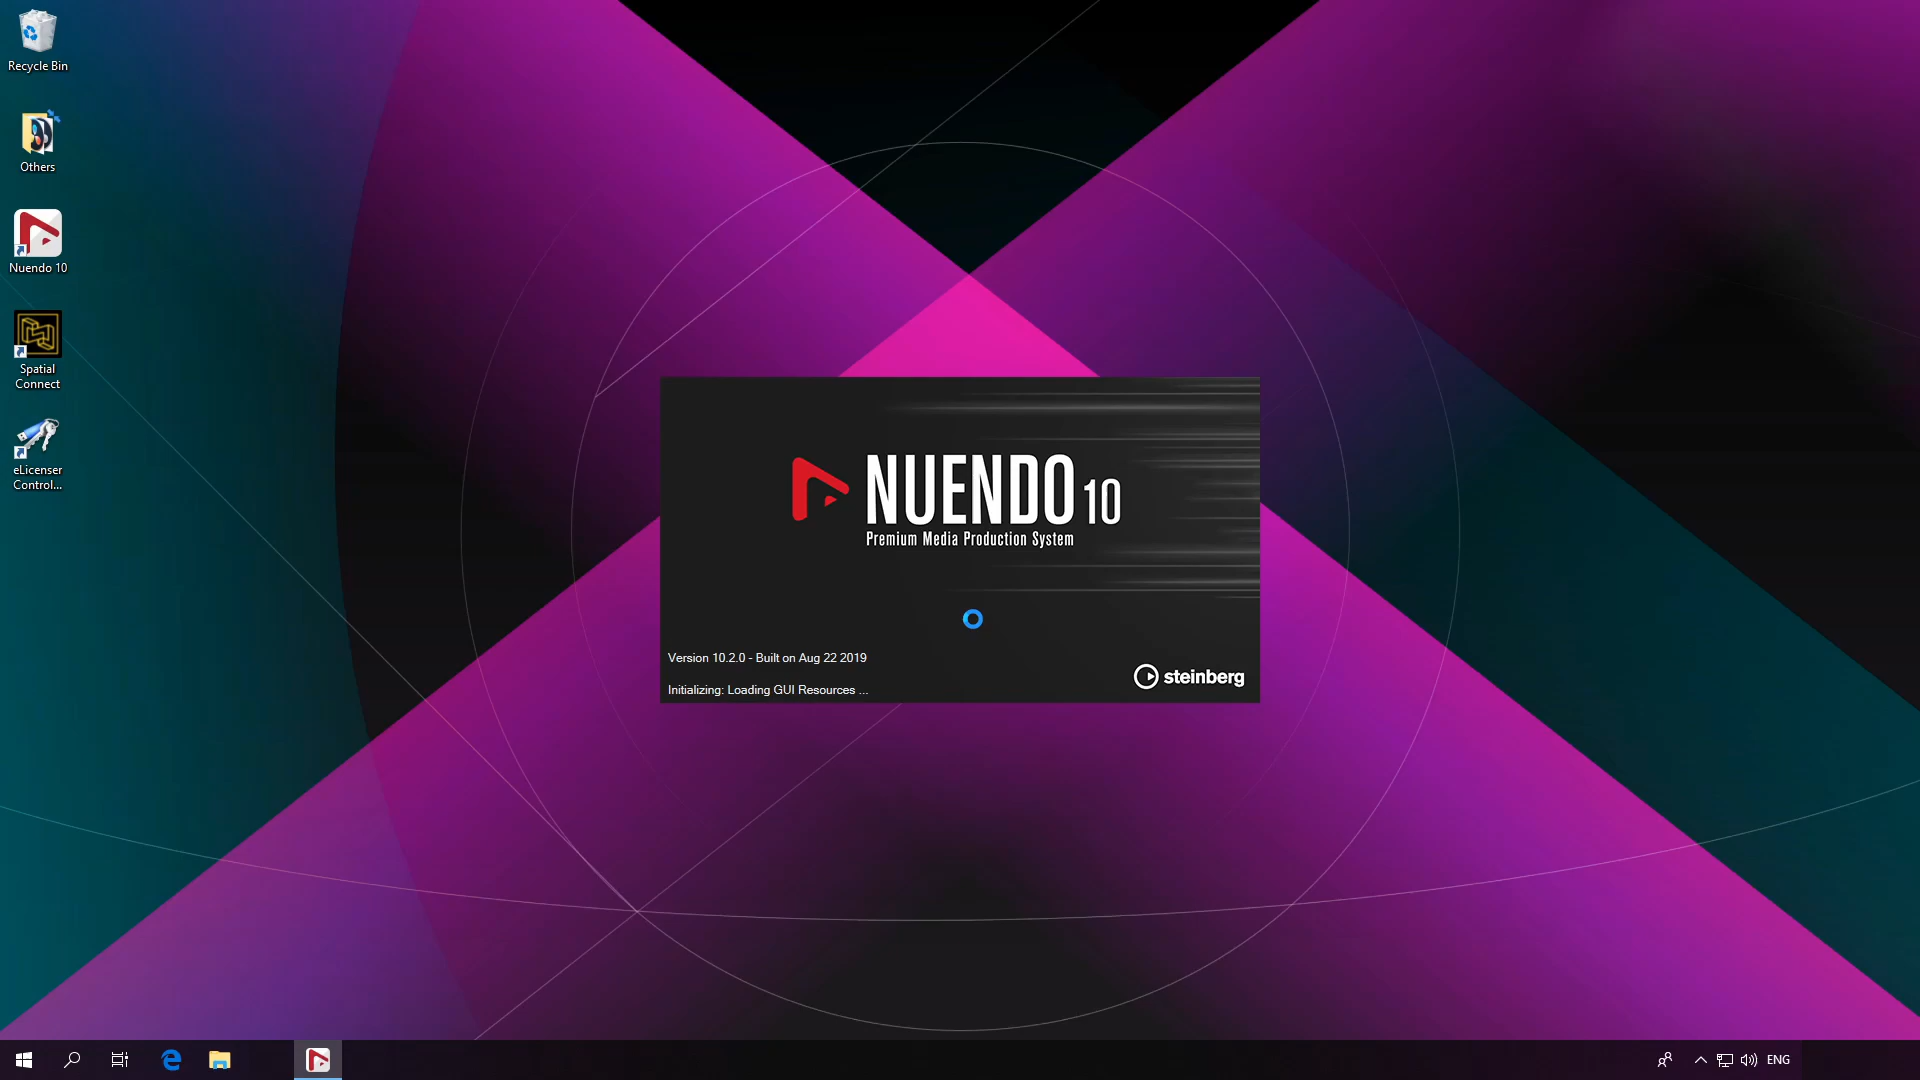 Recycle Bin
Others
Nuendo 10
Spatial
Connect
eLicenser
Control...
NUENDO 10
Premium Media Production System
Version 10.2.0 - Built on Aug 22 2019
Initializing: Loading GUI Resources ...
steinberg
ENG